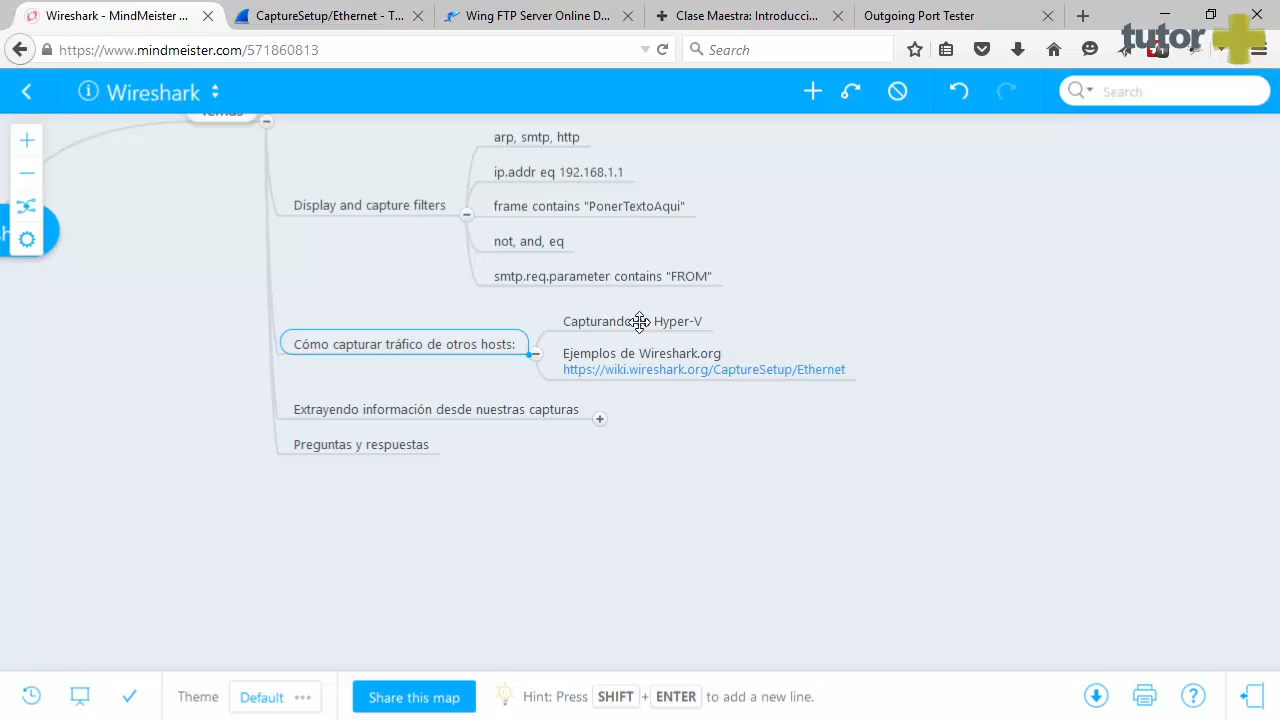 Wireshark - MindMeister
CaptureSetup/Ethernet - T...
Wing FTP Server Online D...
Clase Maestra: Introducci...
Outgoing Port Tester
tutor
https://www.mindmeister.com/571860813
Search
Wireshark
Search
Temas
arp, smtp, http
ip.addr eq 192.168.1.1
Display and capture filters
frame contains "PonerTextoAqui"
not, and, eq
smtp.req.parameter contains "FROM"
Capturando Hyper-V
Cómo capturar tráfico de otros hosts:
Ejemplos de Wireshark.org
https://wiki.wireshark.org/CaptureSetup/Ethernet
Extrayendo información desde nuestras capturas
Preguntas y respuestas
Theme
Default
Share this map
Hint: Press SHIFT + ENTER to add a new line.